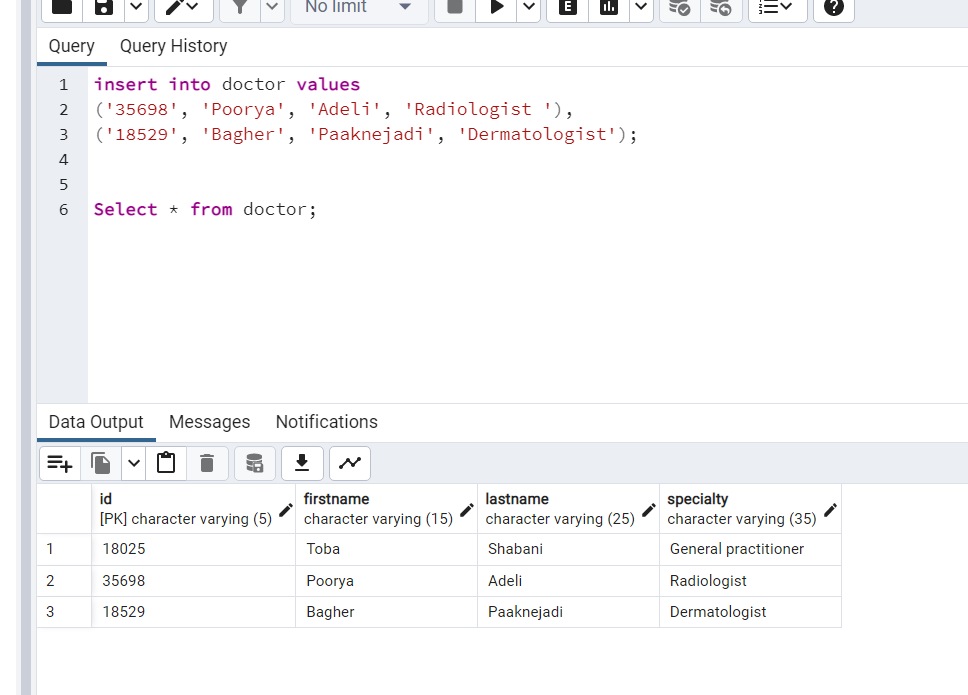 No limit
E
Query Query History
1 insert into doctor values
2 ('35698', 'Poorya', 'Adeli', 'Radiologist '),
3 ('18529', 'Bagher', 'Paaknejadi', 'Dermatologist');
4
5
6 Select * from doctor;
Data Output Messages Notifications
id firstname lastname specialty
[PK] character varying (5) character varying (15) character varying (25) character varying (35)
1 18025 Toba Shabani General practitioner
2 35698 Poorya Adeli Radiologist
3 18529 Bagher Paaknejadi Dermatologist